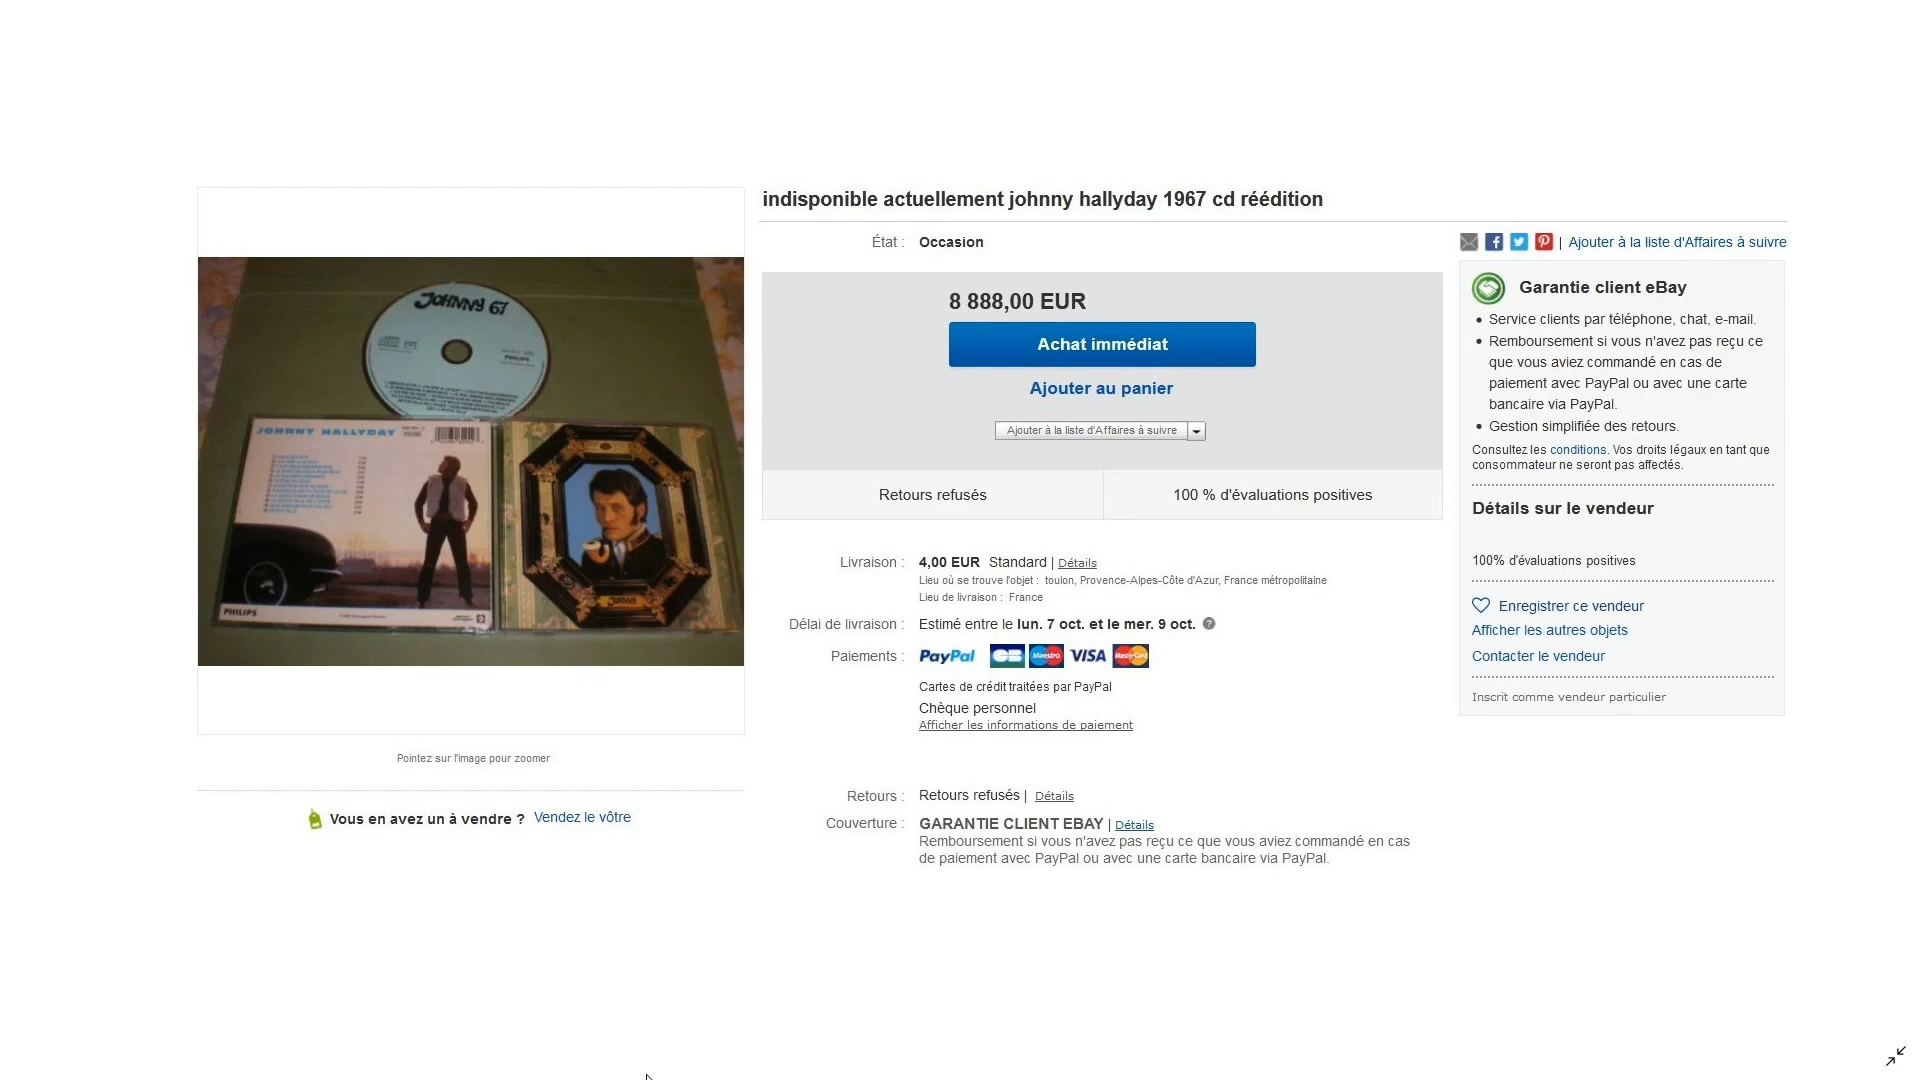 indisponible actuellement johnny hallyday 1967 cd réédition
État : Occasion
8 888,00 EUR
Achat immédiat
Ajouter au panier
Ajouter à la liste d'Affaires à suivre
Retours refusés
100 % d'évaluations positives
Livraison : 4,00 EUR Standard | Détails
Lieu où se trouve l'objet : toulon, Provence-Alpes-Côte d'Azur, France métropolitaine
Lieu de livraison : France
Délai de livraison : Estimé entre le lun. 7 oct. et le mer. 9 oct. ?
Paiements : PayPal CB Maestro VISA MasterCard
Cartes de crédit traitées par PayPal
Chèque personnel
Afficher les informations de paiement
Retours : Retours refusés | Détails
Couverture : GARANTIE CLIENT EBAY | Détails
Remboursement si vous n'avez pas reçu ce que vous aviez commandé en cas
de paiement avec PayPal ou avec une carte bancaire via PayPal.
| Ajouter à la liste d'Affaires à suivre
Garantie client eBay
• Service clients par téléphone, chat, e-mail.
• Remboursement si vous n'avez pas reçu ce
que vous aviez commandé en cas de
paiement avec PayPal ou avec une carte
bancaire via PayPal.
• Gestion simplifiée des retours.
Consultez les conditions. Vos droits légaux en tant que
consommateur ne seront pas affectés.
Détails sur le vendeur
100% d'évaluations positives
Enregistrer ce vendeur
Afficher les autres objets
Contacter le vendeur
Inscrit comme vendeur particulier
JOHNNY 67
PHILIPS
JOHNNY HALLYDAY
PHILIPS
JOHNNY
Pointez sur l'image pour zoomer
Vous en avez un à vendre ? Vendez le vôtre